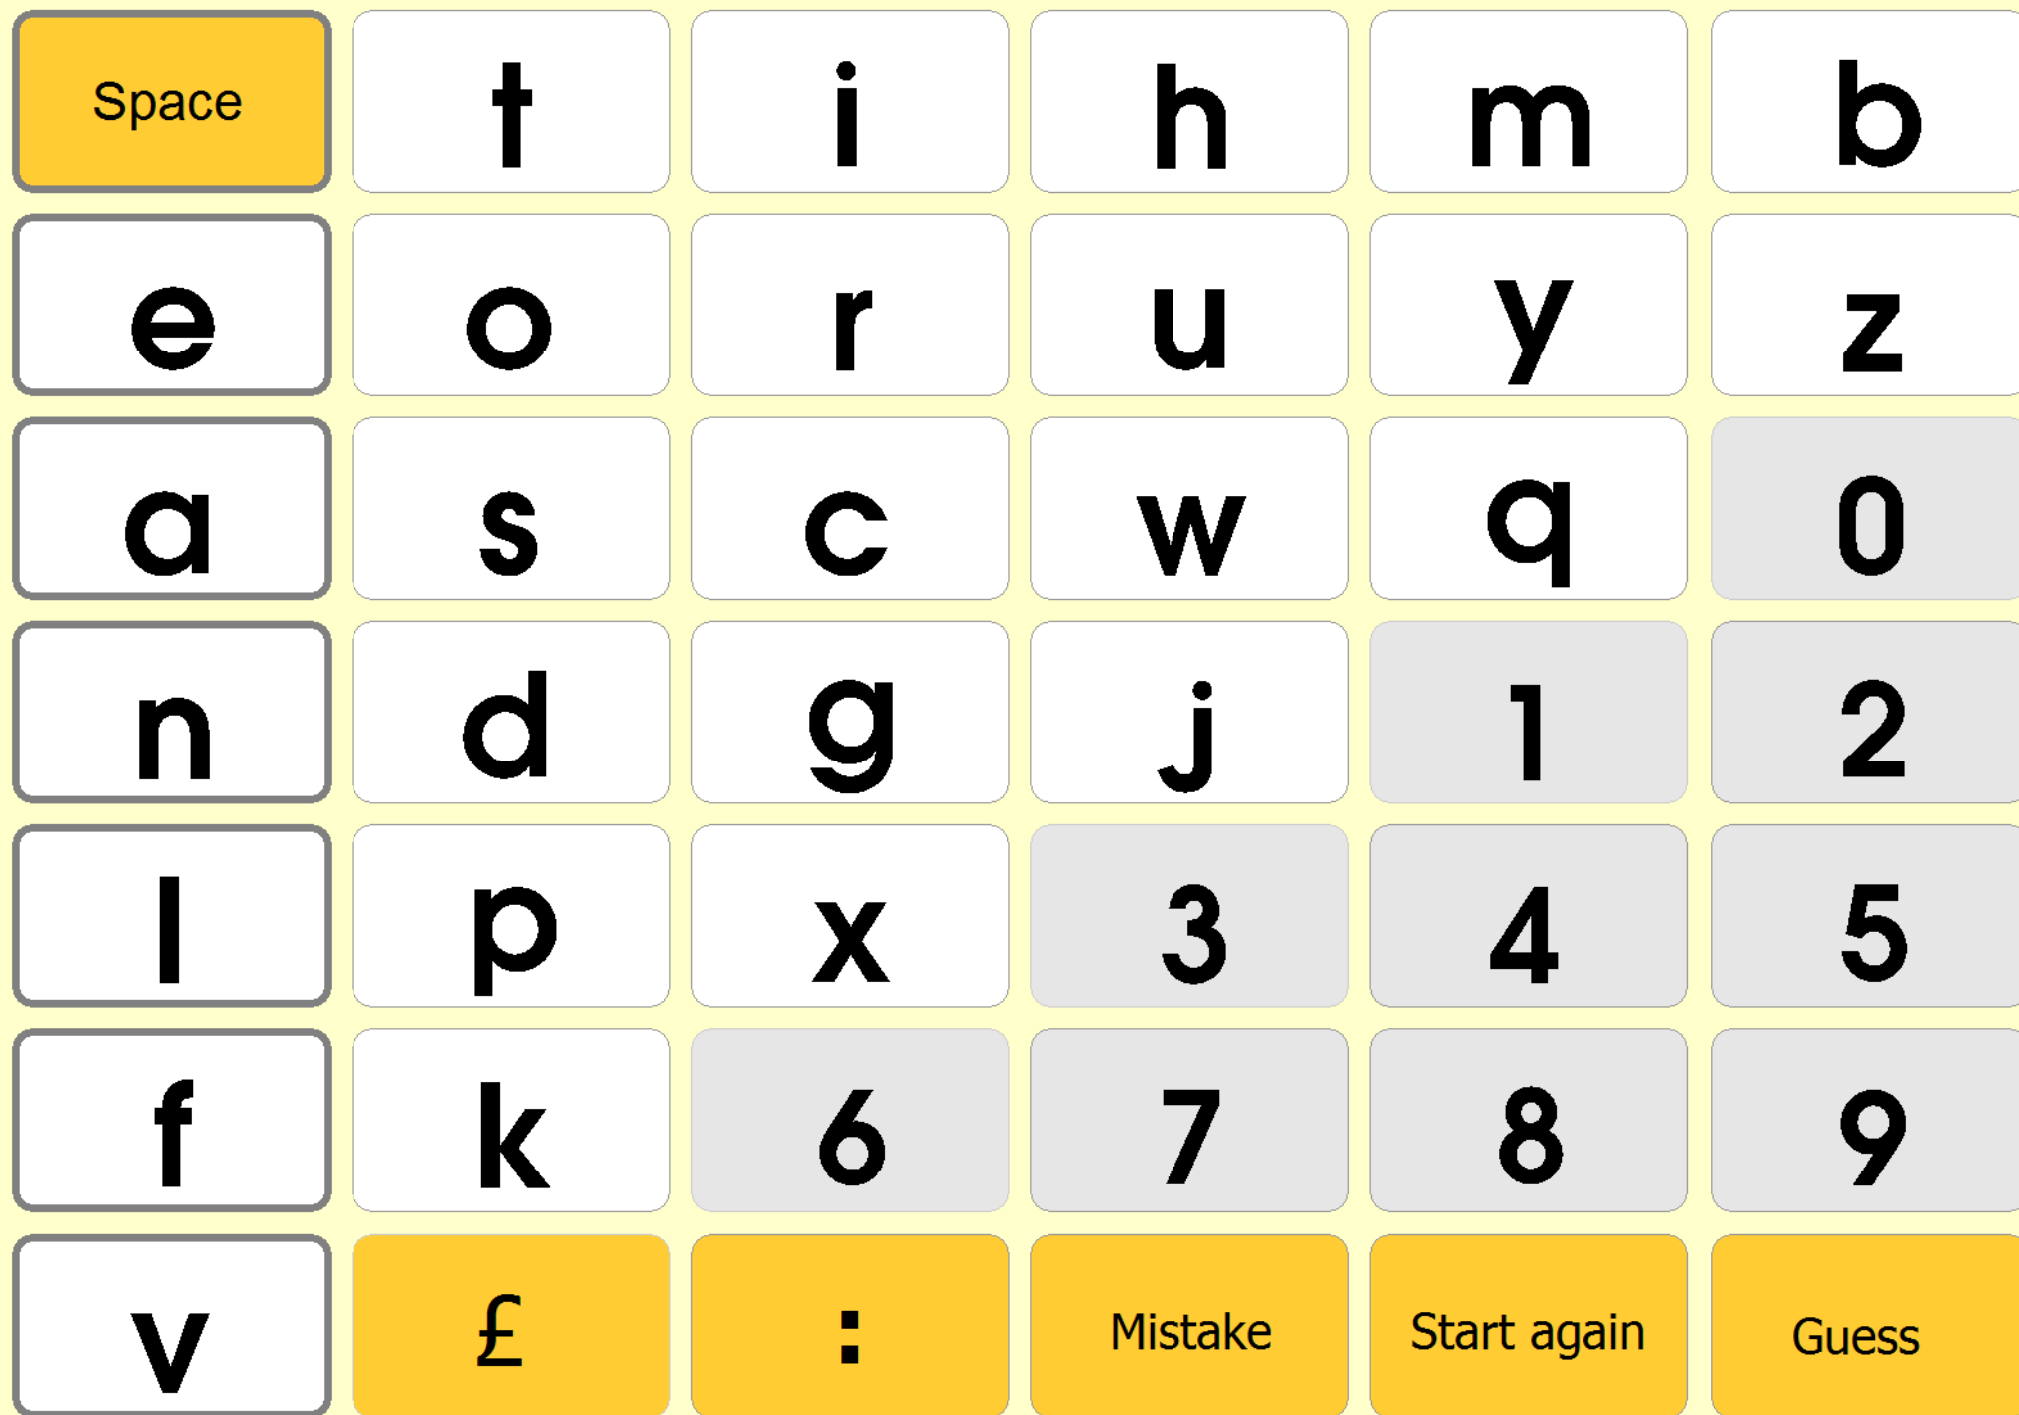 Space t i h m b
e o r u y z
a s c w q 0
n d g j 1 2
l p x 3 4 5
f k 6 7 8 9
v £ : Mistake Start again Guess